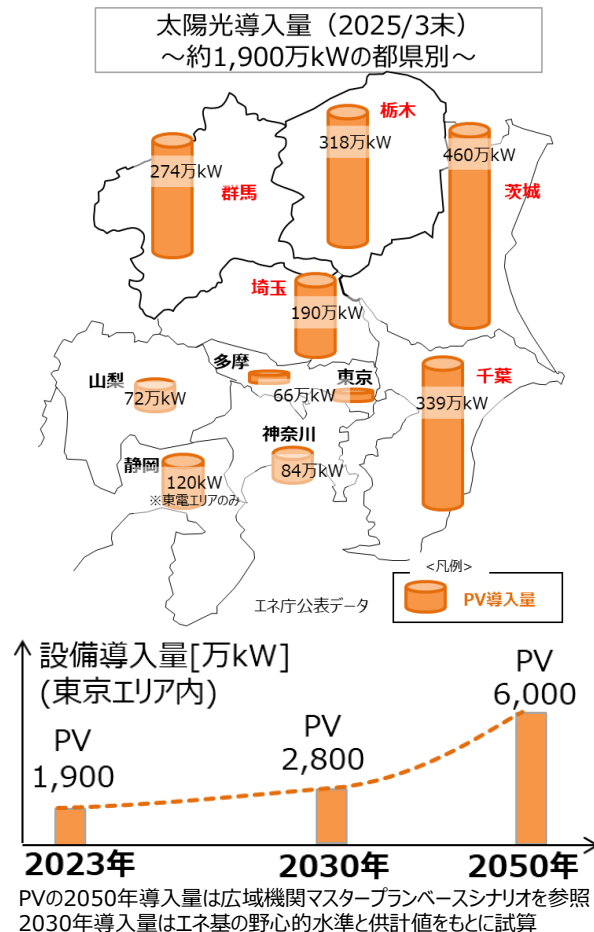 太陽光導入量（2025/3末）
～約1,900万kWの都県別～
栃木
318万kW
460万kW
274万kW
群馬
茨城
埼玉
190万kW
多摩
東京
千葉
山梨
72万kW
66万kW
339万kW
神奈川
静岡
84万kW
120kW
※東電エリアのみ
<凡例>
PV導入量
エネ庁公表データ
設備導入量[万kW]
(東京エリア内)
PV
6,000
PV
2,800
PV
1,900
2023年
2030年
2050年
PVの2050年導入量は広域機関マスタープランベースシナリオを参照
2030年導入量はエネ基の野心的水準と供計値をもとに試算